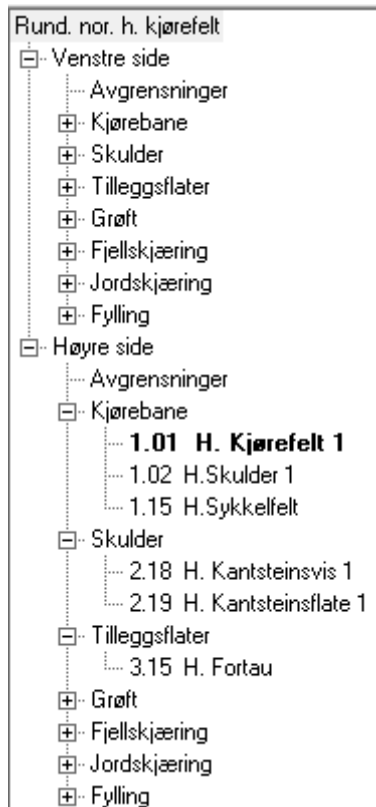 Rund. nor. h. kjørefelt
Venstre side
Avgrensninger
Kjørebane
Skulder
Tilleggsflater
Grøft
Fjellskjæring
Jordskjæring
Fylling
Høyre side
Avgrensninger
Kjørebane
1.01 H. Kjørefelt 1
1.02 H.Skulder 1
1.15 H.Sykkelfelt
Skulder
2.18 H. Kantsteinsvis 1
2.19 H. Kantsteinsflate 1
Tilleggsflater
3.15 H. Fortau
Grøft
Fjellskjæring
Jordskjæring
Fylling